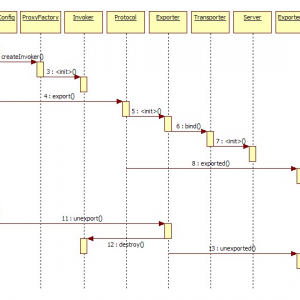 Config ProxyFactory Invoker Protocol Exporter Transporter Server Exporte
createInvoker()
3 : <init>()
4 : export()
5 : <init>()
6 : bind()
7 : <init>()
8 : exported()
11 : unexport()
12 : destroy()
13 : unexported()